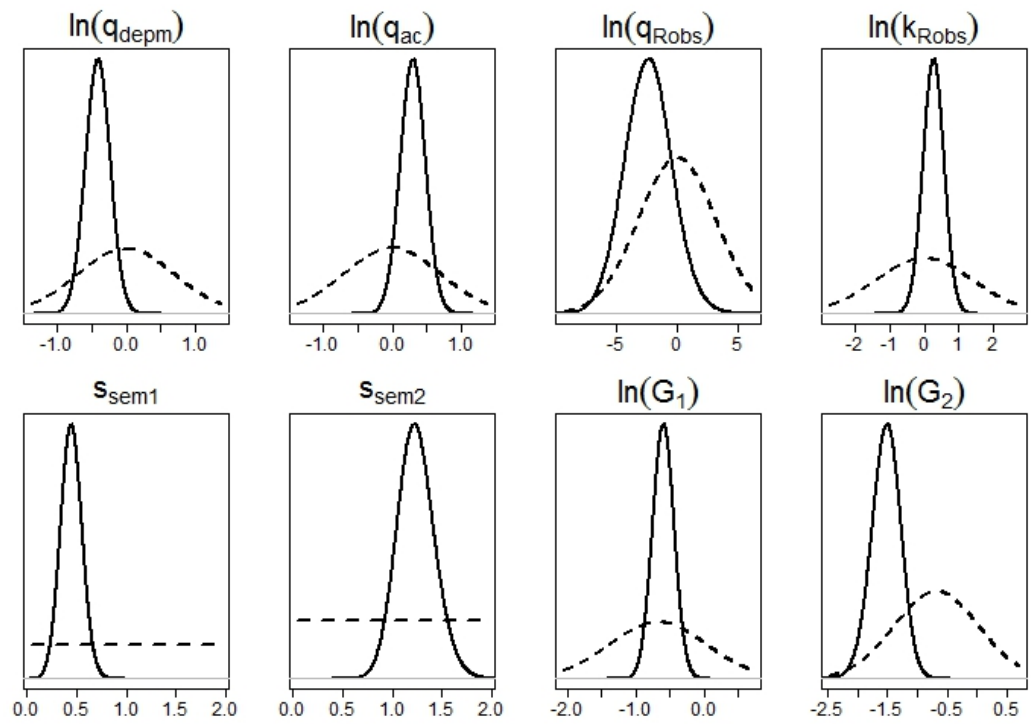 ln(q_depm) ln(q_ac) ln(q_Robs) ln(k_Robs)
-1.0 0.0 1.0 -1.0 0.0 1.0 -5 0 5 -2 -1 0 1 2
s_sem1 s_sem2 ln(G_1) ln(G_2)
0.0 0.5 1.0 1.5 2.0 0.0 0.5 1.0 1.5 2.0 -2.0 -1.0 0.0 -2.5 -1.5 -0.5 0.5